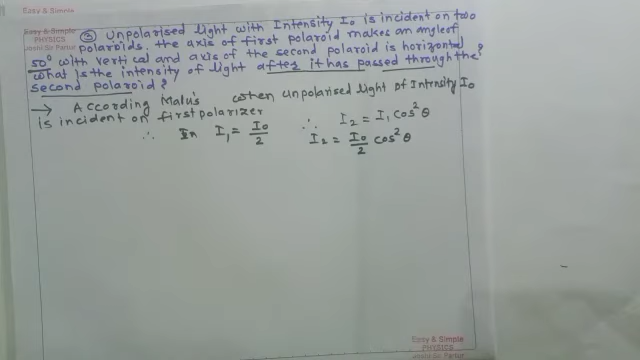 Easy & Simple
③ Unpolarised light with Intensity I₀ is incident on two
Easy & Simple
PHYSICS
polaroids. the axis of first polaroid makes an angle of
50° with vertical and axis of the second polaroid is horizontal
what is the intensity of light after it has passed through the?
second polaroid?
→ According Malu's when unpolarised light of Intensity I₀
is incident on first polarizer
∴ In I₁ = I₀/2 ∴ I₂ = I₁ cos²θ
I₂ = I₀/2 cos²θ
Easy & Simple
PHYSICS